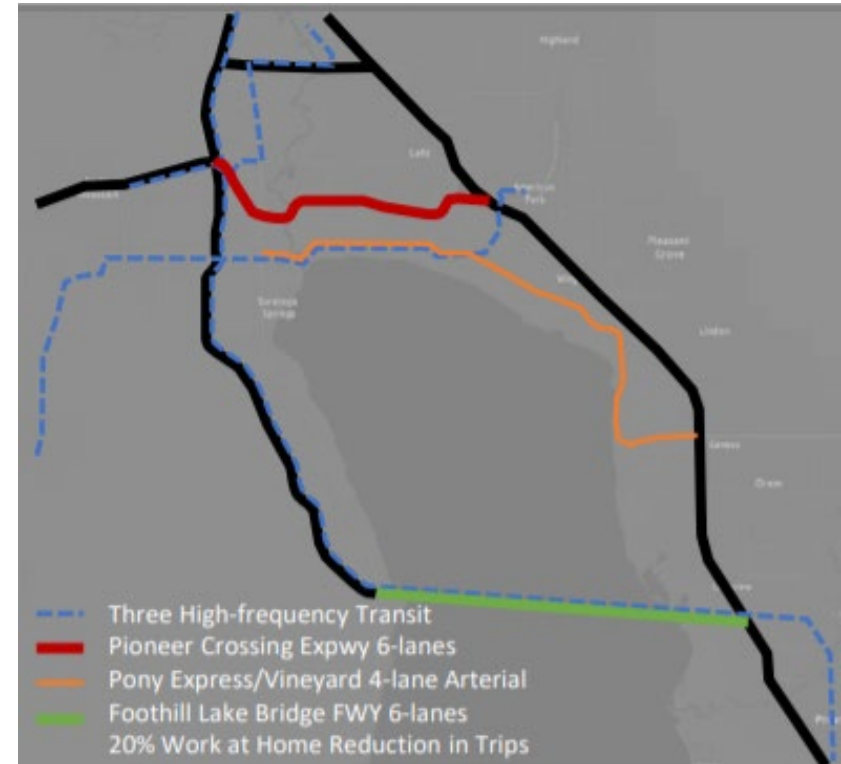 Highland
Lehi
American
Fork
Pleasant
Grove
Saratoga
Springs
Lindon
Geneva
Orem
Three High-frequency Transit
Pioneer Crossing Expwy 6-lanes
Pony Express/Vineyard 4-lane Arterial
Foothill Lake Bridge FWY 6-lanes
20% Work at Home Reduction in Trips